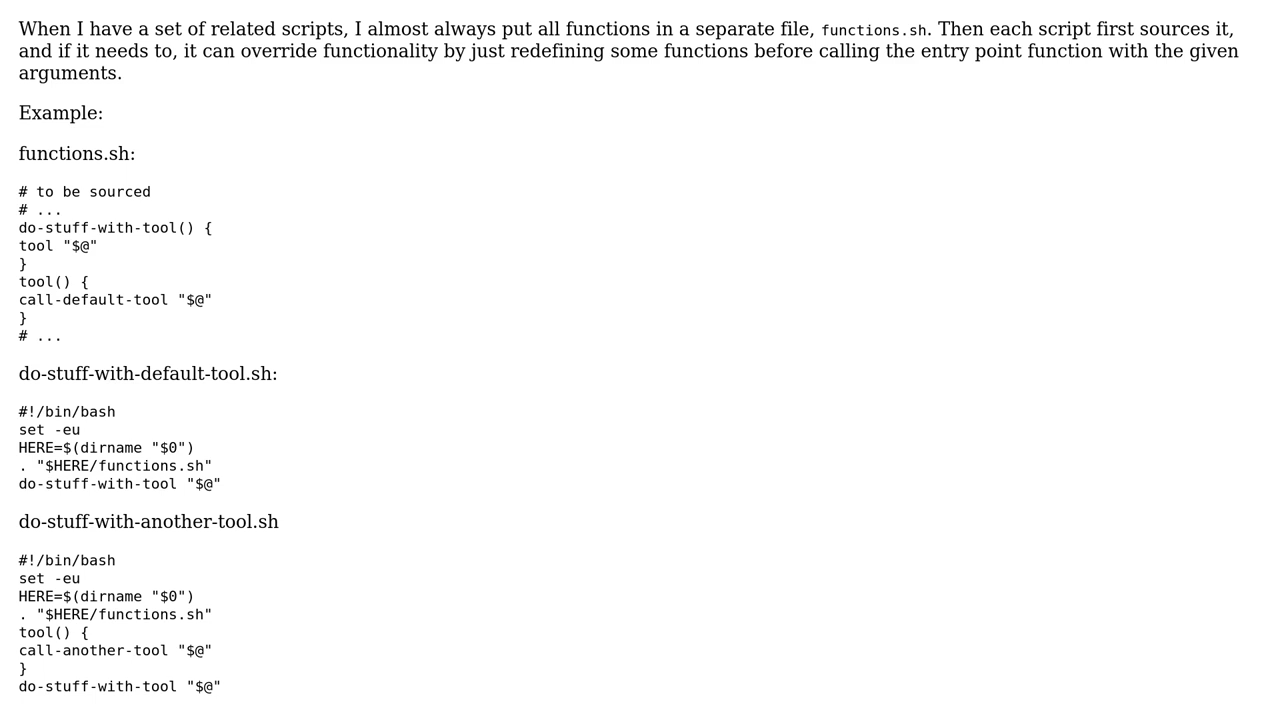 When I have a set of related scripts, I almost always put all functions in a separate file, functions.sh. Then each script first sources it,
and if it needs to, it can override functionality by just redefining some functions before calling the entry point function with the given
arguments.
Example:
functions.sh:
# to be sourced
# ...
do-stuff-with-tool() {
tool "$@"
}
tool() {
call-default-tool "$@"
}
# ...
do-stuff-with-default-tool.sh:
#!/bin/bash
set -eu
HERE=$(dirname "$0")
. "$HERE/functions.sh"
do-stuff-with-tool "$@"
do-stuff-with-another-tool.sh
#!/bin/bash
set -eu
HERE=$(dirname "$0")
. "$HERE/functions.sh"
tool() {
call-another-tool "$@"
}
do-stuff-with-tool "$@"